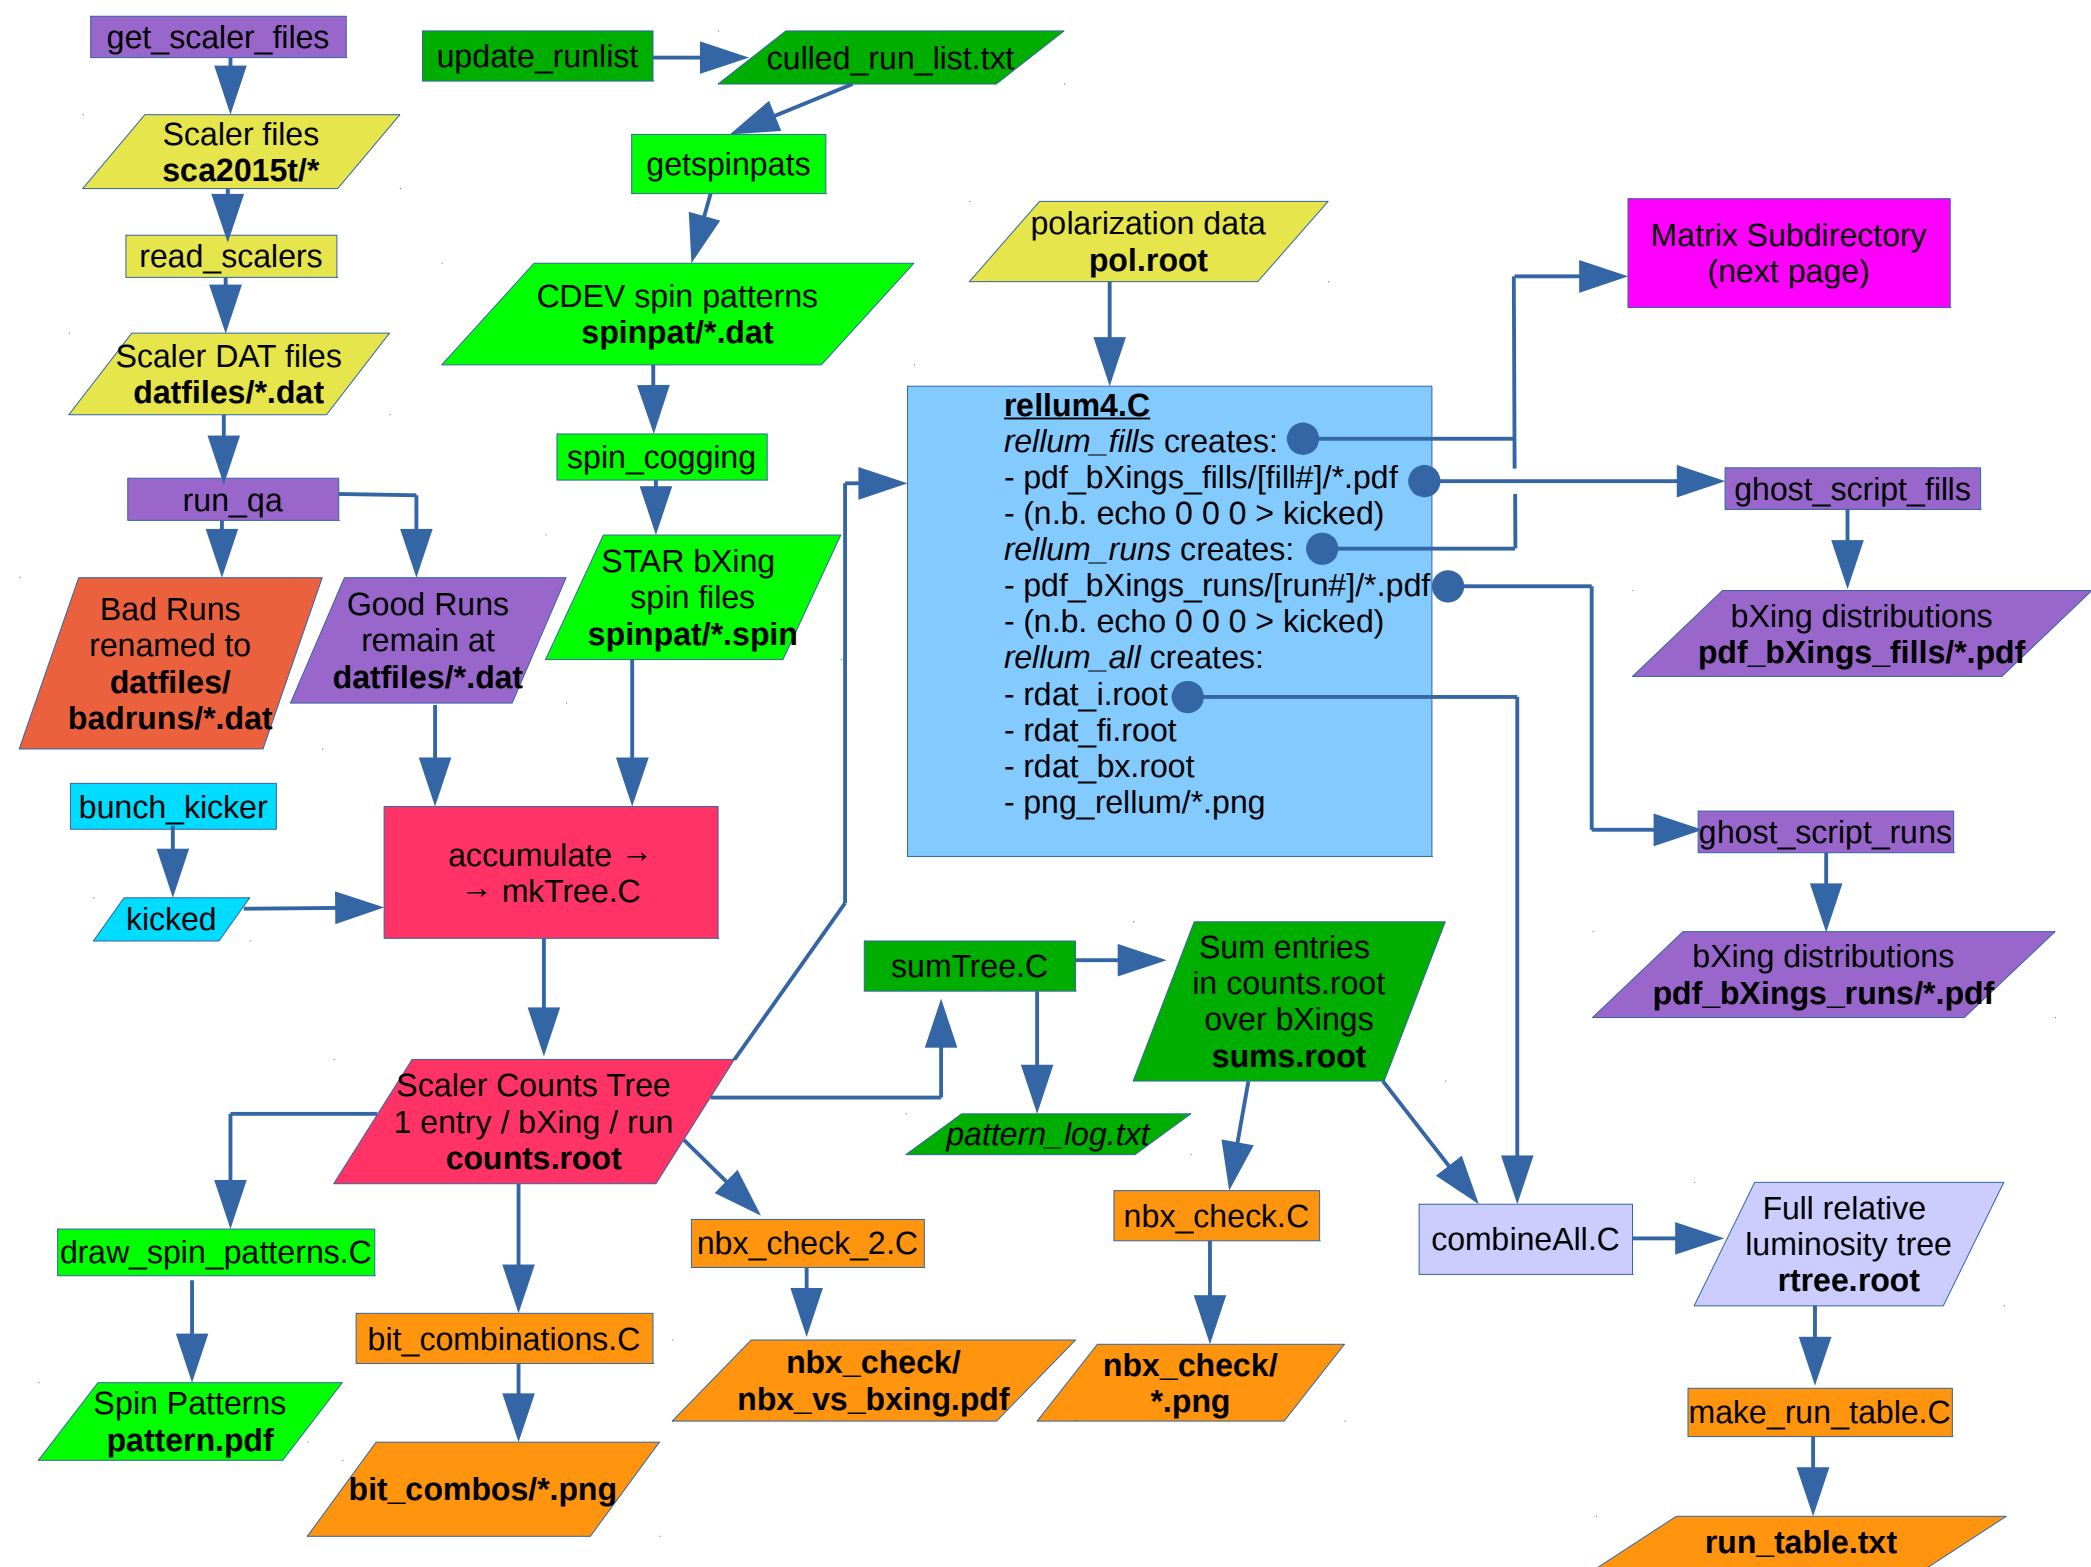 get_scaler_files
Scaler files
sca2015t/*
read_scalers
Scaler DAT files
datfiles/*.dat
run_qa
Bad Runs
renamed to
datfiles/
badruns/*.dat
Good Runs
remain at
datfiles/*.dat
update_runlist
culled_run_list.txt
getspinpats
CDEV spin patterns
spinpat/*.dat
spin_cogging
STAR bXing
spin files
spinpat/*.spin
bunch_kicker
kicked
accumulate →
→ mkTree.C
Scaler Counts Tree
1 entry / bXing / run
counts.root
draw_spin_patterns.C
Spin Patterns
pattern.pdf
bit_combinations.C
bit_combos/*.png
nbx_check_2.C
nbx_check/
nbx_vs_bxing.pdf
polarization data
pol.root
rellum4.C
rellum_fills creates:
- pdf_bXings_fills/[fill#]/*.pdf
- (n.b. echo 0 0 0 > kicked)
rellum_runs creates:
- pdf_bXings_runs/[run#]/*.pdf
- (n.b. echo 0 0 0 > kicked)
rellum_all creates:
- rdat_i.root
- rdat_fi.root
- rdat_bx.root
- png_rellum/*.png
sumTree.C
pattern_log.txt
Sum entries
in counts.root
over bXings
sums.root
nbx_check.C
nbx_check/
*.png
Matrix Subdirectory
(next page)
ghost_script_fills
bXing distributions
pdf_bXings_fills/*.pdf
ghost_script_runs
bXing distributions
pdf_bXings_runs/*.pdf
combineAll.C
Full relative
luminosity tree
rtree.root
make_run_table.C
run_table.txt